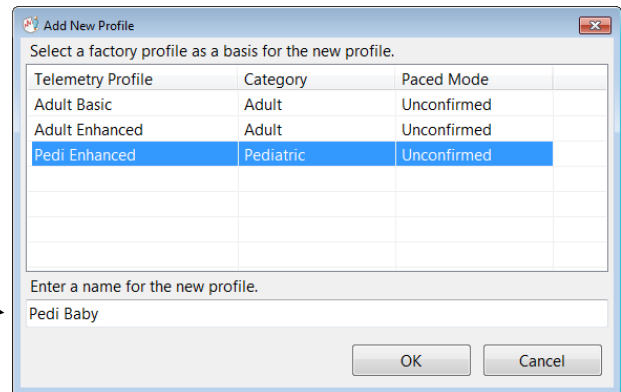 Add New Profile
Select a factory profile as a basis for the new profile.
Telemetry Profile Category Paced Mode
Adult Basic Adult Unconfirmed
Adult Enhanced Adult Unconfirmed
Pedi Enhanced Pediatric Unconfirmed
Enter a name for the new profile.
Pedi Baby
OK Cancel